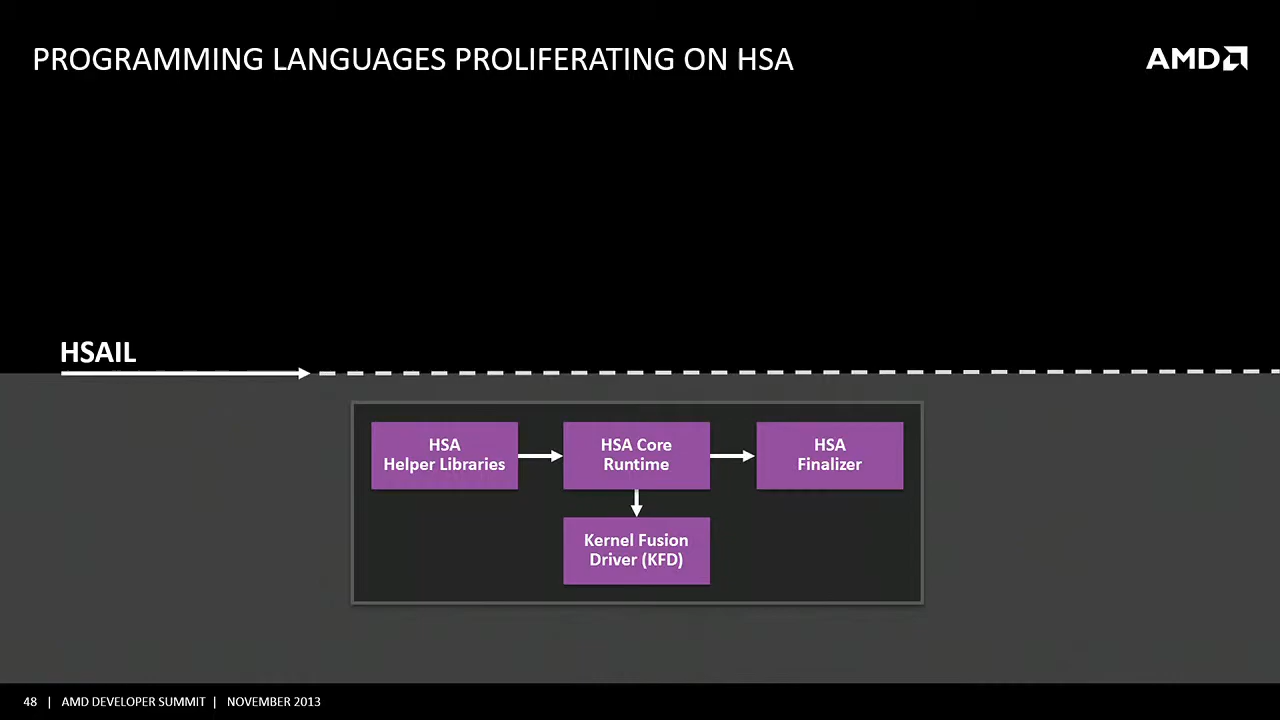 PROGRAMMING LANGUAGES PROLIFERATING ON HSA
AMD
HSAIL
HSA
Helper Libraries
HSA Core
Runtime
HSA
Finalizer
Kernel Fusion
Driver (KFD)
48 | AMD DEVELOPER SUMMIT | NOVEMBER 2013